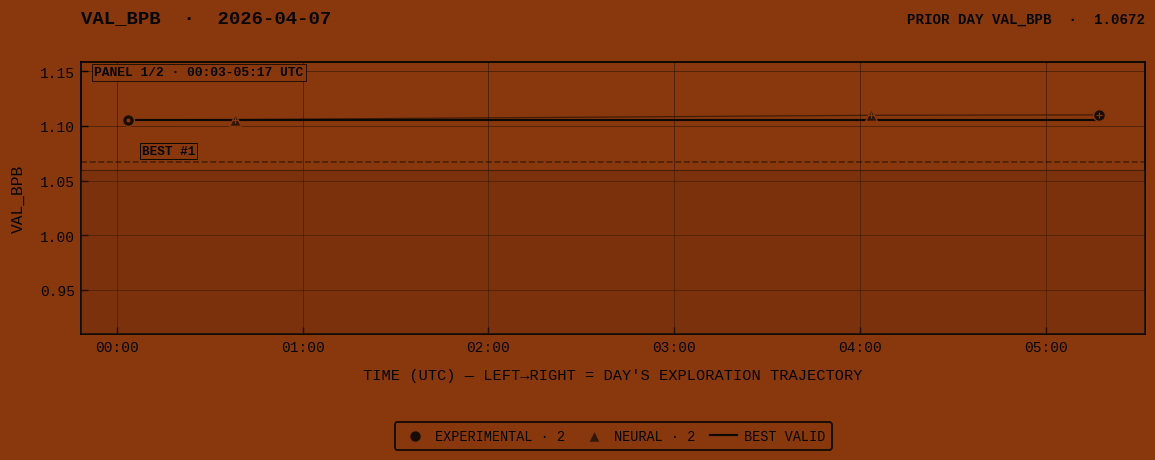 VAL_BPB · 2026-04-07
PRIOR DAY VAL_BPB · 1.0672
PANEL 1/2 · 00:03-05:17 UTC
1.15
1.10
BEST #1
1.05
1.00
0.95
VAL_BPB
00:00 01:00 02:00 03:00 04:00 05:00
TIME (UTC) — LEFT→RIGHT = DAY'S EXPLORATION TRAJECTORY
EXPERIMENTAL · 2 NEURAL · 2 BEST VALID